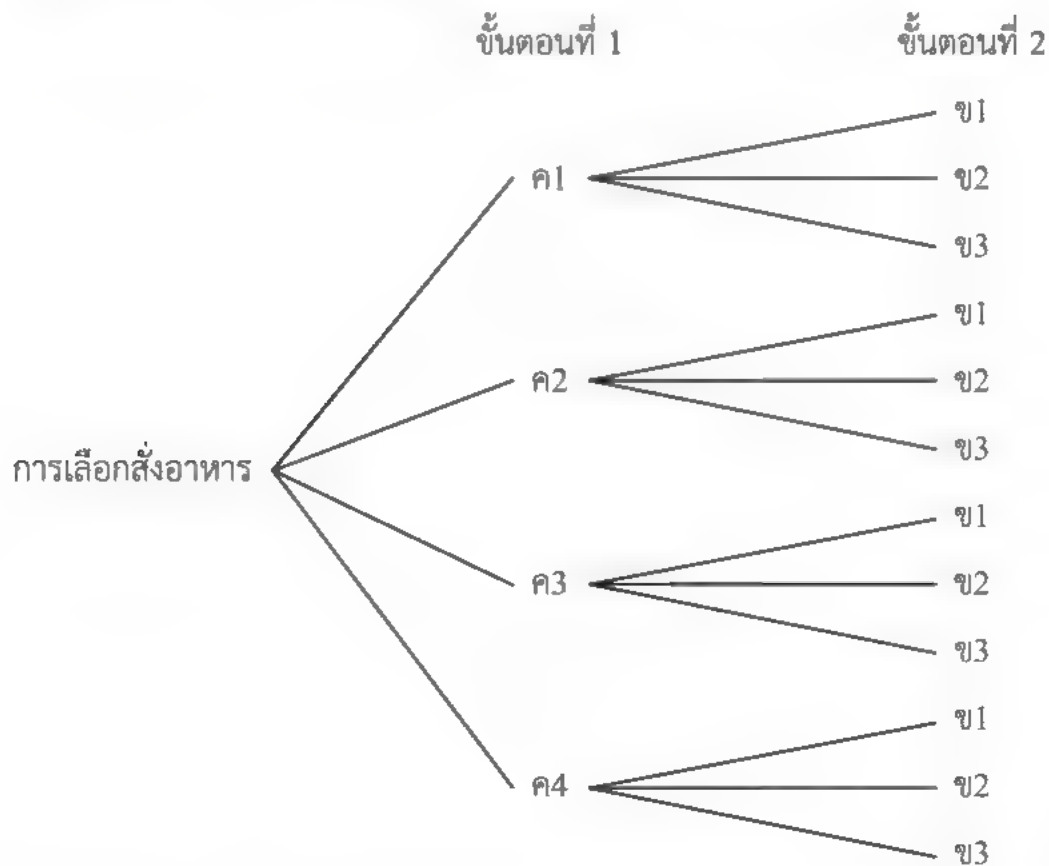 ขั้นตอนที่ 1 ขั้นตอนที่ 2
ข1
ค1 ข2
ข3
ข1
ค2 ข2
ข3
การเลือกสั่งอาหาร
ข1
ค3 ข2
ข3
ข1
ค4 ข2
ข3